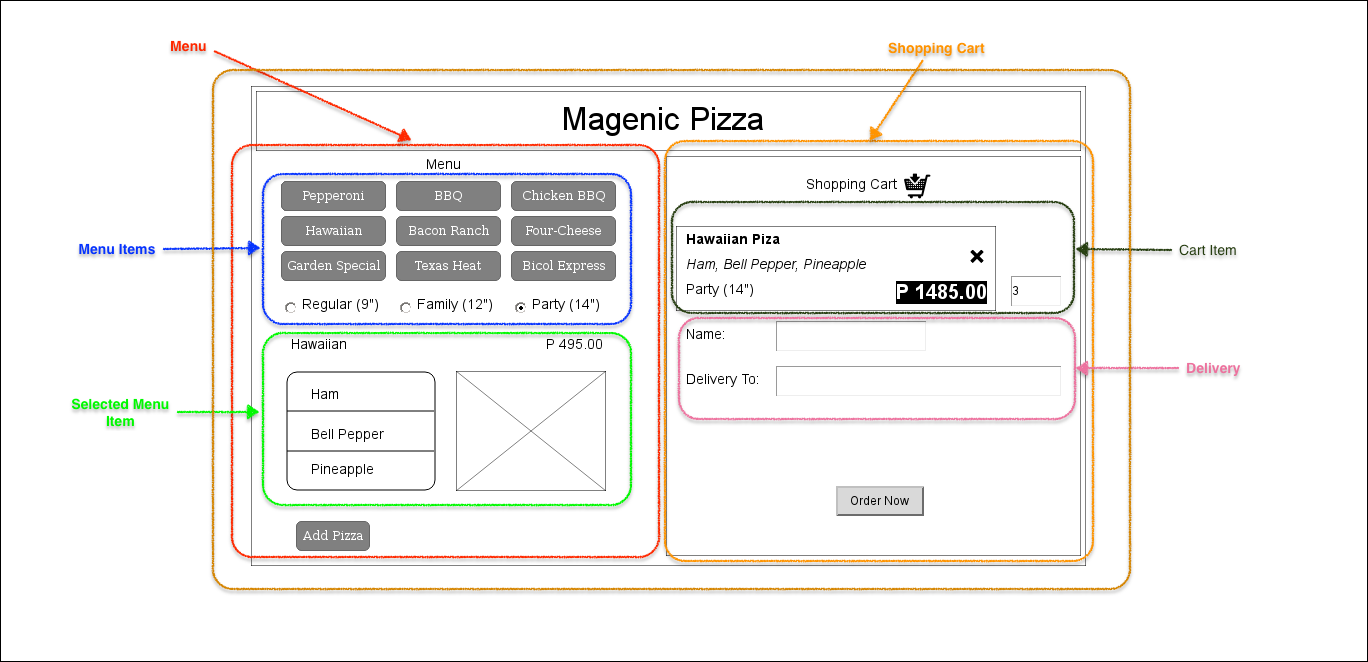 Menu
Shopping Cart
Magenic Pizza
Menu
Pepperoni
BBQ
Chicken BBQ
Hawaiian
Bacon Ranch
Four-Cheese
Garden Special
Texas Heat
Bicol Express
Regular (9")
Family (12")
Party (14")
Menu Items
Hawaiian
P 495.00
Ham
Bell Pepper
Pineapple
Selected Menu
Item
Add Pizza
Shopping Cart
Hawaiian Piza
Ham, Bell Pepper, Pineapple
Party (14")
P 1485.00
3
Cart Item
Name:
Delivery To:
Delivery
Order Now